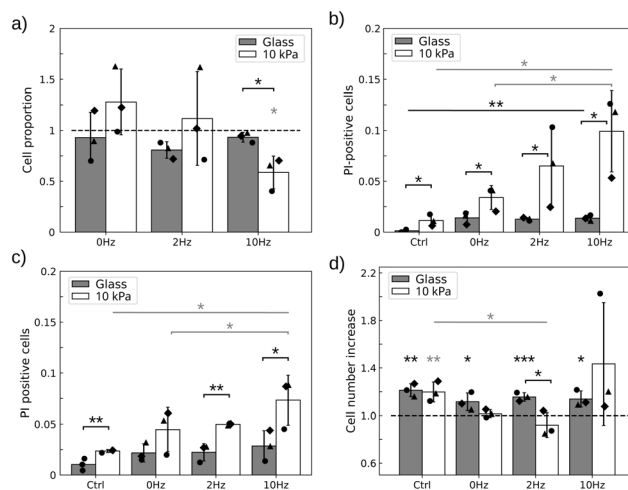 a)
2
1.5
1
0.5
0
Cell proportion
Glass
10 kPa
*
*
0Hz
2Hz
10Hz
b)
0.2
0.15
0.1
0.05
0
PI-positive cells
Glass
10 kPa
*
*
**
*
*
*
*
Ctrl
0Hz
2Hz
10Hz
c)
0.2
0.15
0.1
0.05
0
PI positive cells
Glass
10 kPa
*
*
**
**
*
Ctrl
0Hz
2Hz
10Hz
d)
2.2
1.8
1.4
1.0
0.6
Cell number increase
Glass
10 kPa
*
**
**
*
***
*
*
Ctrl
0Hz
2Hz
10Hz